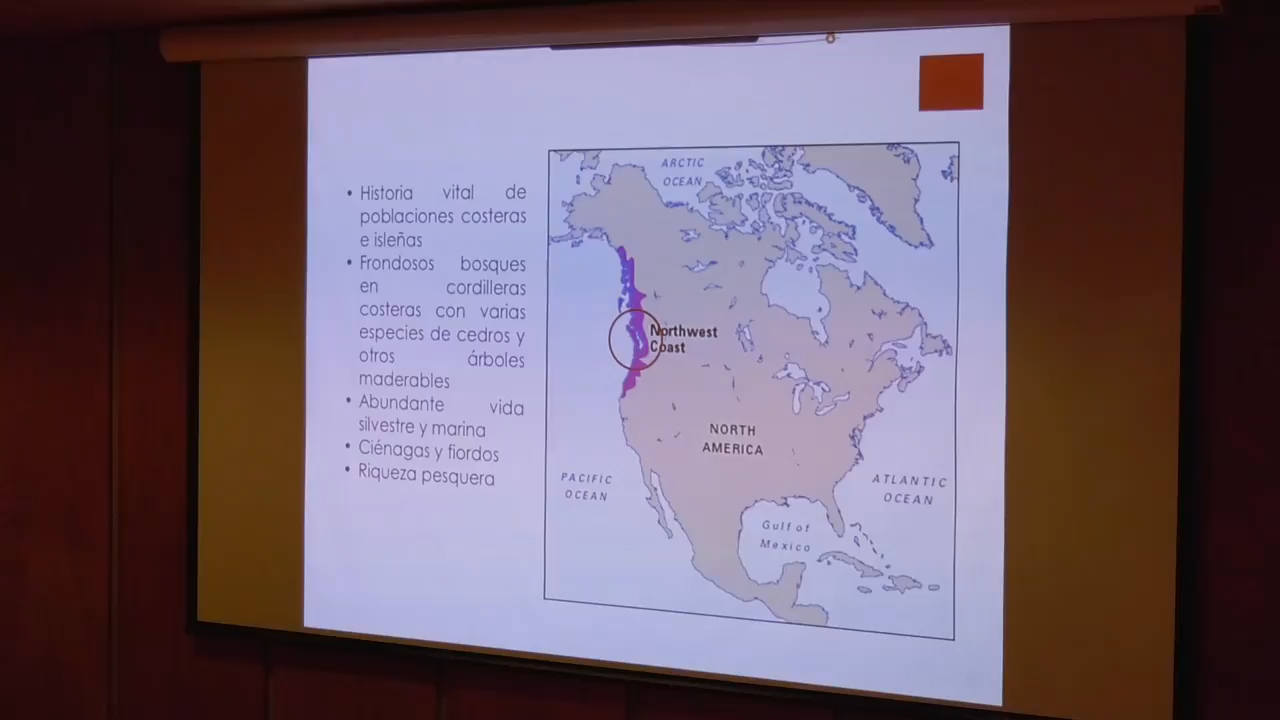 • Historia vital de
poblaciones costeras
e isleñas
• Frondosos bosques
en cordilleras
costeras con varias
especies de cedros y
otros árboles
maderables
• Abundante vida
silvestre y marina
• Ciénagas y fiordos
• Riqueza pesquera
ARCTIC
OCEAN
Northwest
Coast
NORTH
AMERICA
PACIFIC
OCEAN
ATLANTIC
OCEAN
Gulf of
Mexico